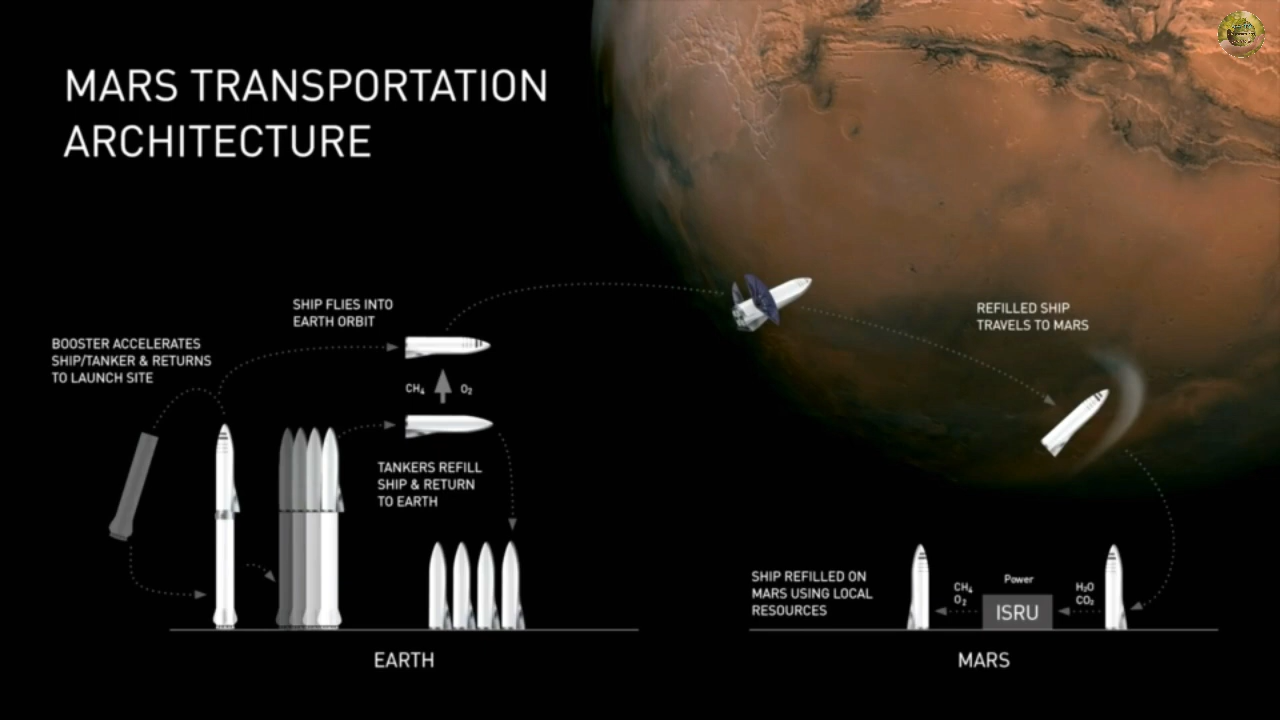 MARS TRANSPORTATION
ARCHITECTURE
SHIP FLIES INTO
EARTH ORBIT
BOOSTER ACCELERATES
SHIP/TANKER & RETURNS
TO LAUNCH SITE
CH₄ O₂
TANKERS REFILL
SHIP & RETURN
TO EARTH
EARTH
REFILLED SHIP
TRAVELS TO MARS
SHIP REFILLED ON
MARS USING LOCAL
RESOURCES
CH₄
O₂
Power
ISRU
H₂O
CO₂
MARS